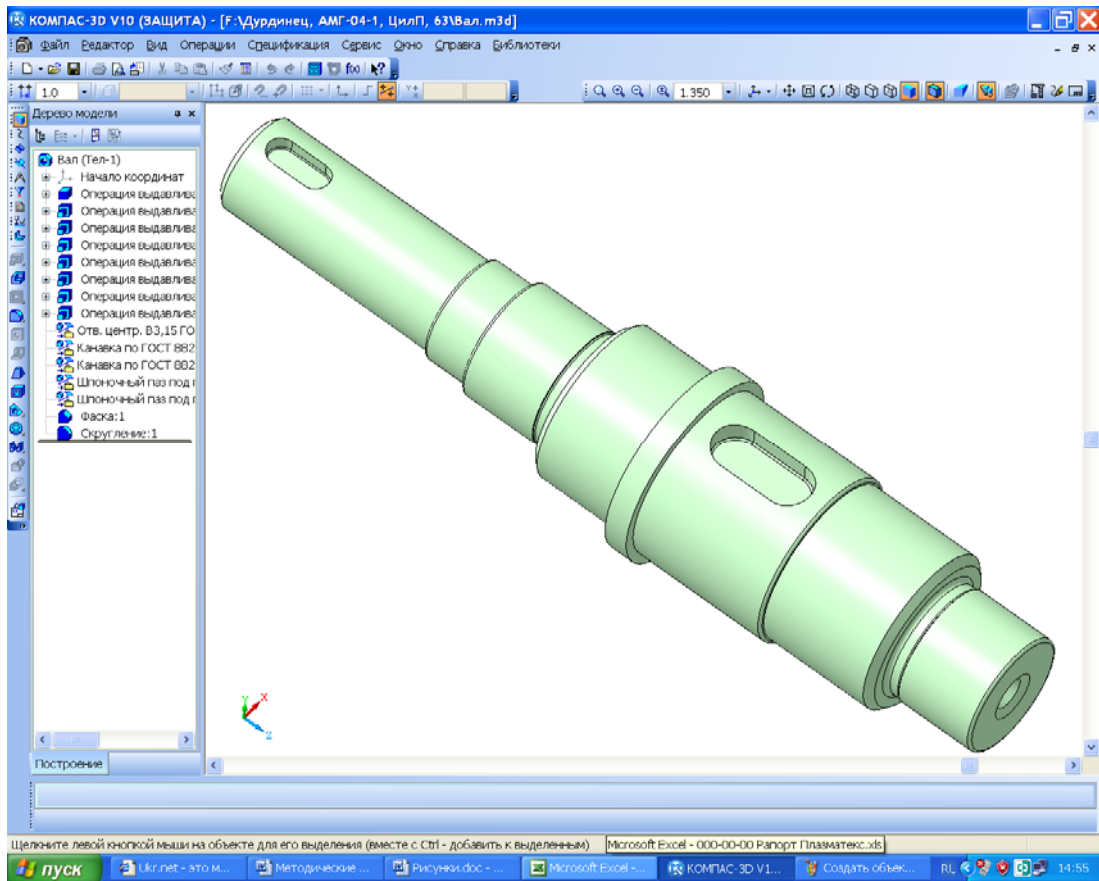 КОМПАС-3D V10 (ЗАЩИТА) - [F:\Дурдинец, АМГ-04-1, ЦилП, 63\Вал.m3d]
Файл Редактор Вид Операции Спецификация Сервис Окно Справка Библиотеки
f(x)
1.0
1.350
Дерево модели
Вал (Тел-1)
Начало координат
Операция выдавлива
Операция выдавлива
Операция выдавлива
Операция выдавлива
Операция выдавлива
Операция выдавлива
Операция выдавлива
Операция выдавлива
Отв. центр. В3,15 ГО
Канавка по ГОСТ 882
Канавка по ГОСТ 882
Шпоночный паз под г
Шпоночный паз под г
Фаска:1
Скругление:1
Y
X
Z
Построение
Щелкните левой кнопкой мыши на объекте для его выделения (вместе с Ctrl - добавить к выделенным)
Microsoft Excel - 000-00-00 Рапорт Плазматекс.xls
пуск
Ukr.net - это м...
Методические ...
Рисунки.doc - ...
Microsoft Excel -...
КОМПАС-3D V1...
Создать объек...
RL
14:55